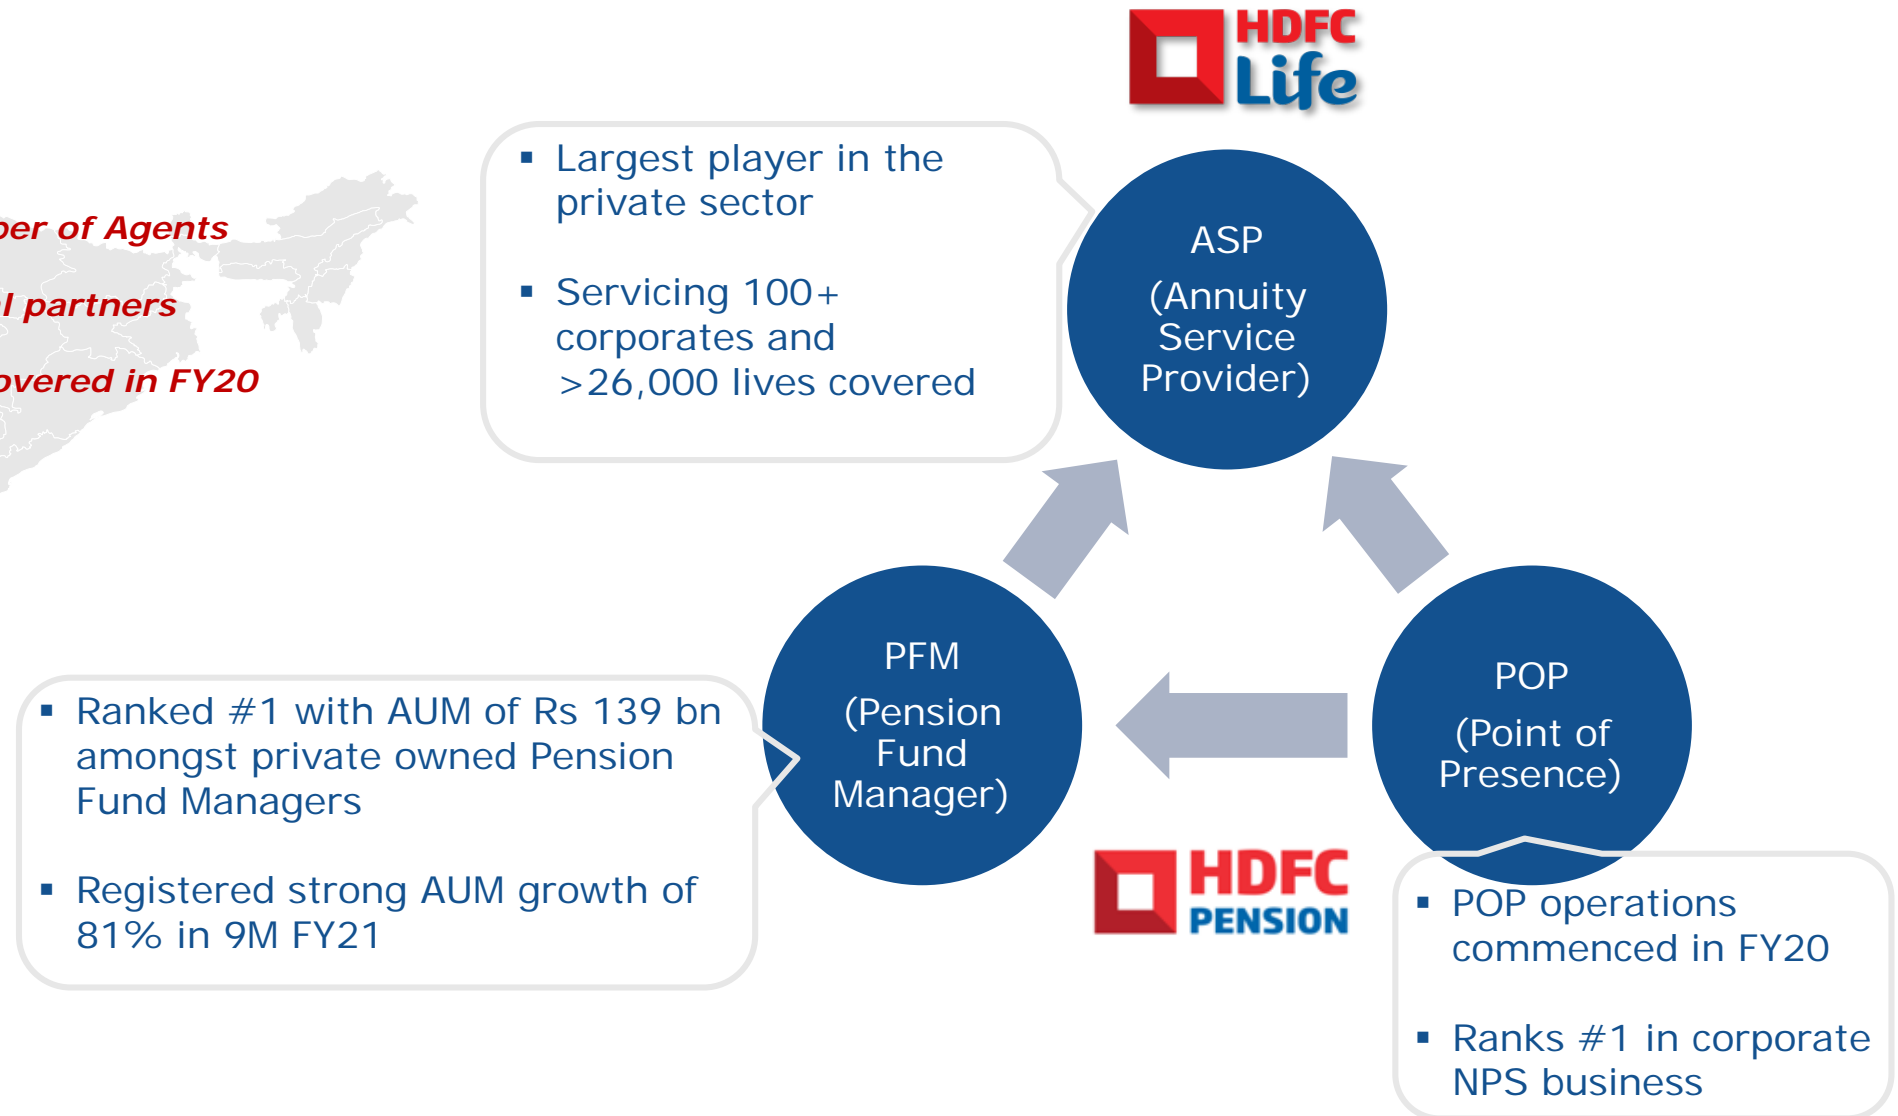 HDFC
Life
▪ Largest player in the
private sector
▪ Servicing 100+
corporates and
>26,000 lives covered
ASP
(Annuity
Service
Provider)
of Agents
partners
in FY20
PFM
(Pension
Fund
Manager)
POP
(Point of
Presence)
▪ Ranked #1 with AUM of Rs 139 bn
amongst private owned Pension
Fund Managers
▪ Registered strong AUM growth of
81% in 9M FY21
HDFC
PENSION
▪ POP operations
commenced in FY20
▪ Ranks #1 in corporate
NPS business